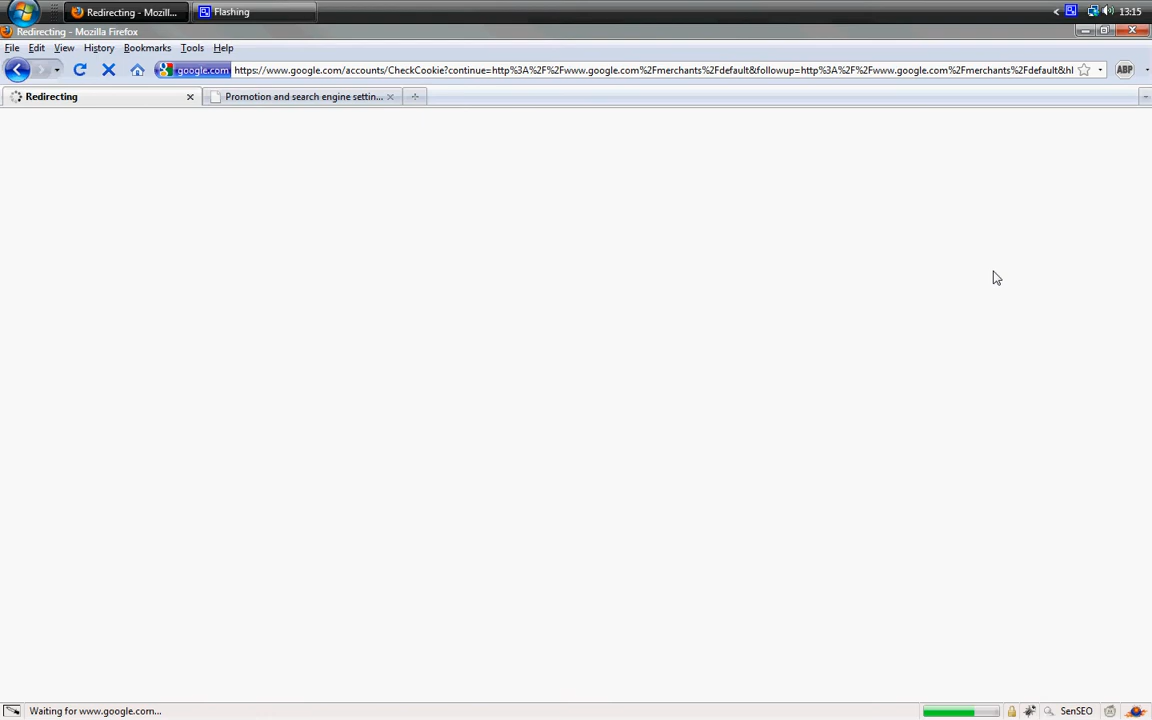 Redirecting - Mozill...
Flashing
13:15
Redirecting - Mozilla Firefox
File Edit View History Bookmarks Tools Help
google.com https://www.google.com/accounts/CheckCookie?continue=http%3A%2F%2Fwww.google.com%2Fmerchants%2Fdefault&followup=http%3A%2F%2Fwww.google.com%2Fmerchants%2Fdefault&hl
ABP
Redirecting
Promotion and search engine settin...
Waiting for www.google.com...
SenSEO